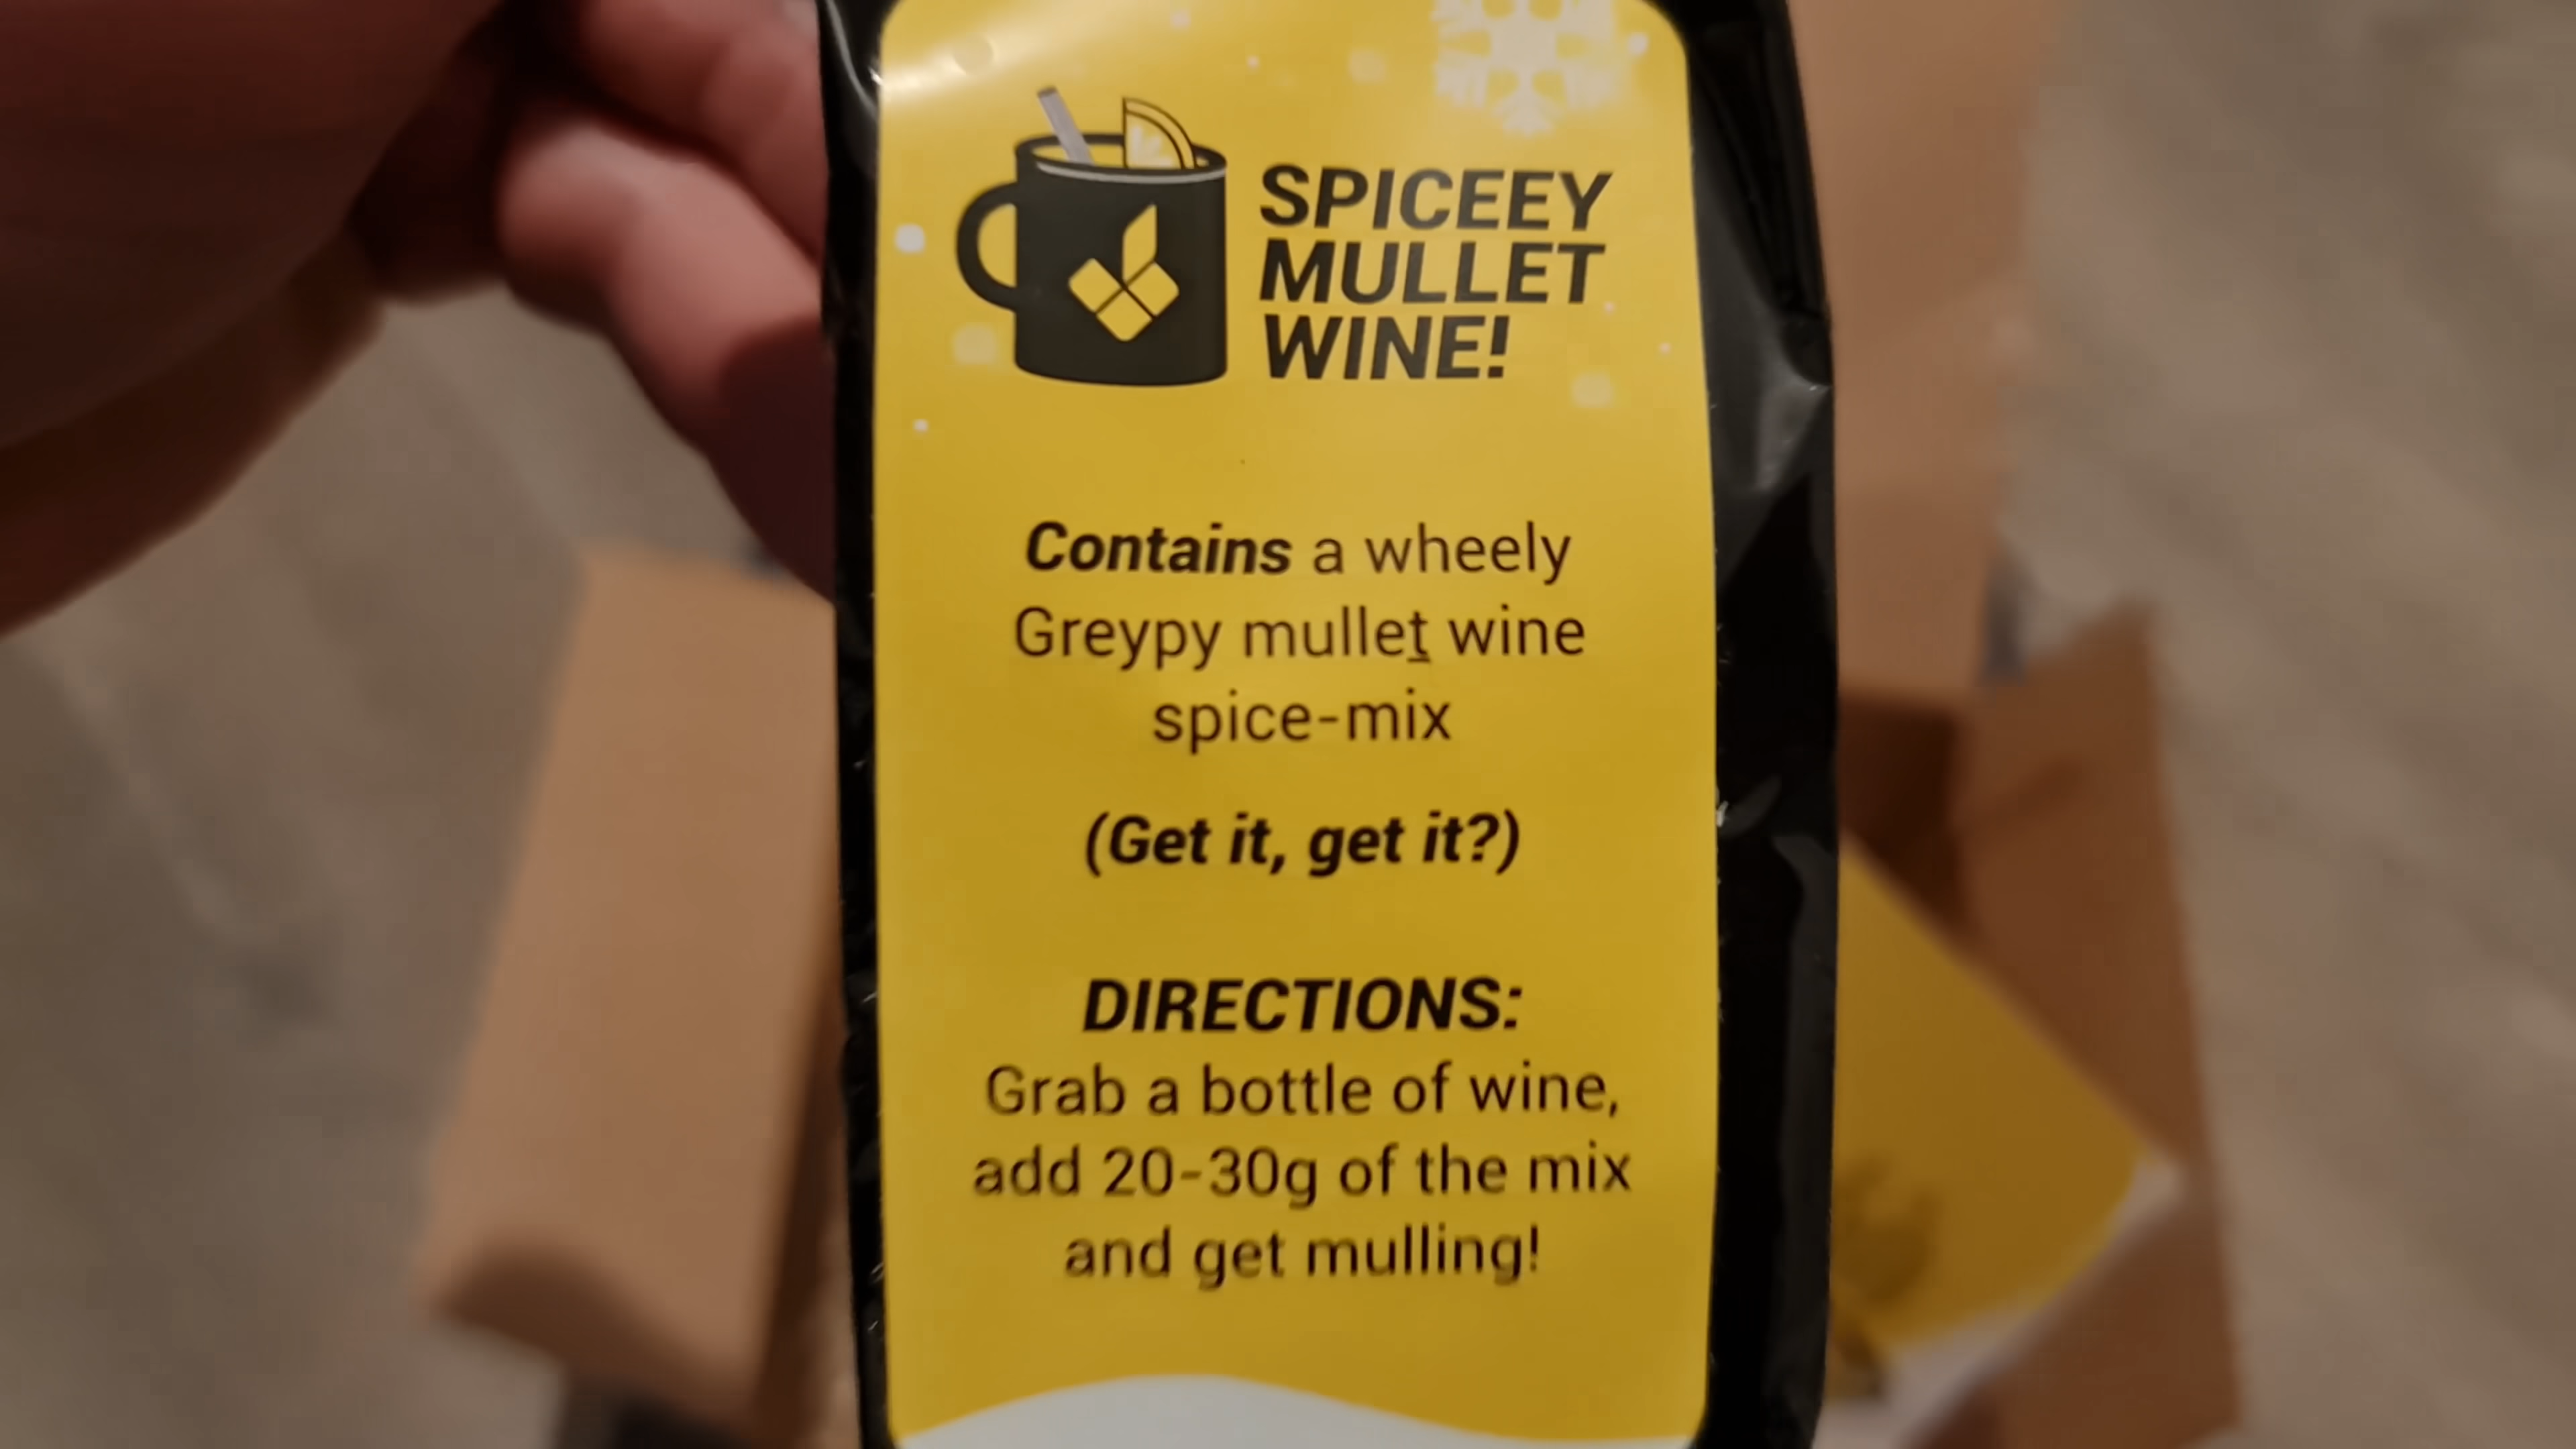 SPICEEY
MULLET
WINE!
Contains a wheely
Greypy mullet wine
spice-mix
(Get it, get it?)
DIRECTIONS:
Grab a bottle of wine,
add 20-30g of the mix
and get mulling!